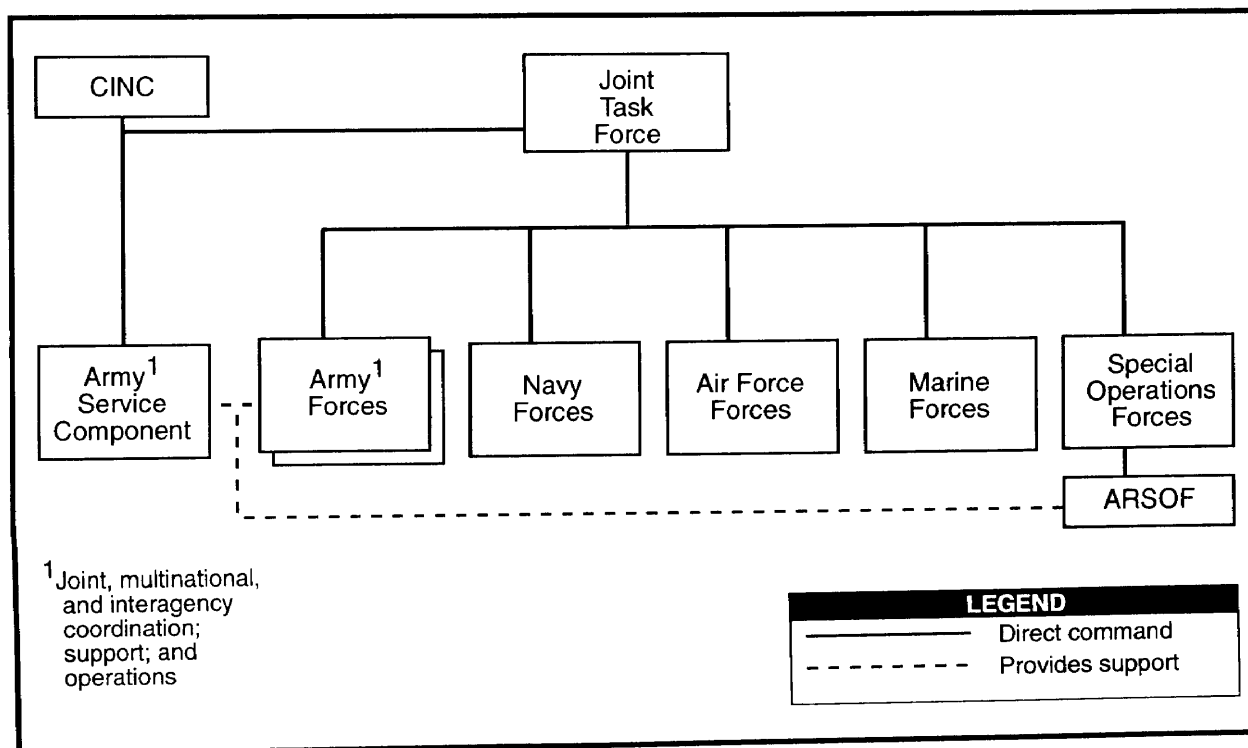 CINC
Joint
Task
Force
Army1
Service
Component
Army1
Forces
Navy
Forces
Air Force
Forces
Marine
Forces
Special
Operations
Forces
ARSOF
1Joint, multinational,
and interagency
coordination;
support; and
operations
LEGEND
Direct command
Provides support